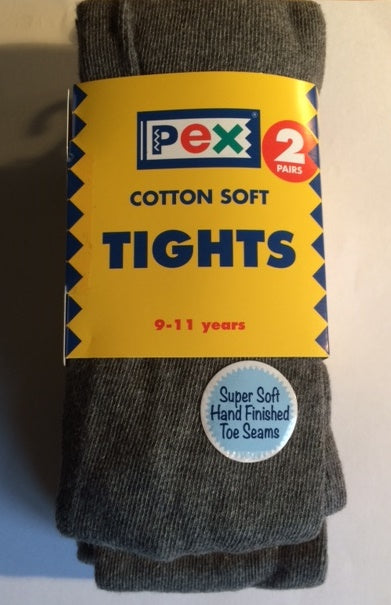 pex®
2
PAIRS
COTTON SOFT
TIGHTS
9-11 years
Super Soft
Hand Finished
Toe Seams